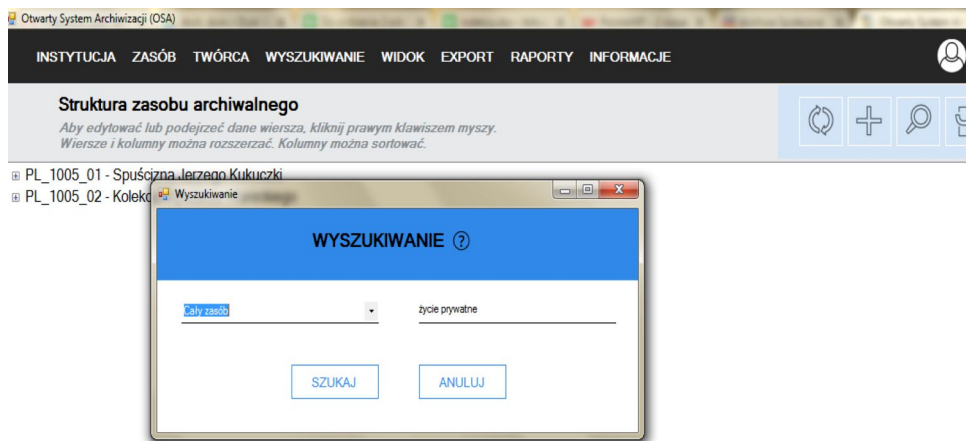 Otwarty System Archiwizacji (OSA)
INSTYTUCJA ZASÓB TWÓRCA WYSZUKIWANIE WIDOK EXPORT RAPORTY INFORMACJE
Struktura zasobu archiwalnego
Aby edytować lub podejrzeć dane wiersza, kliknij prawym klawiszem myszy.
Wiersze i kolumny można rozszerzać. Kolumny można sortować.
PL_1005_01 - Spuścizna Jerzego Kukuczki
PL_1005_02 -
Wyszukiwanie
WYSZUKIWANIE ?
Cały zasób
życie prywatne
SZUKAJ
ANULUJ